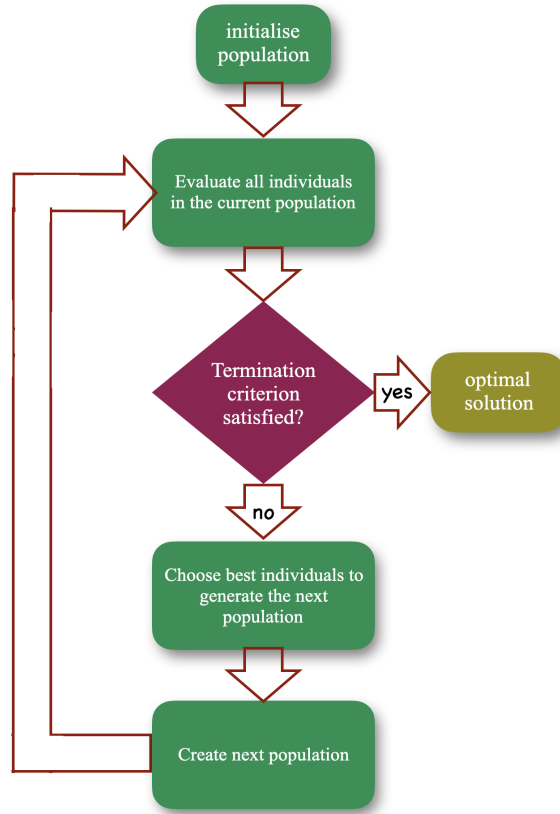 initialise
population
Evaluate all individuals
in the current population
Termination
criterion
satisfied?
yes
optimal
solution
no
Choose best individuals to
generate the next
population
Create next population